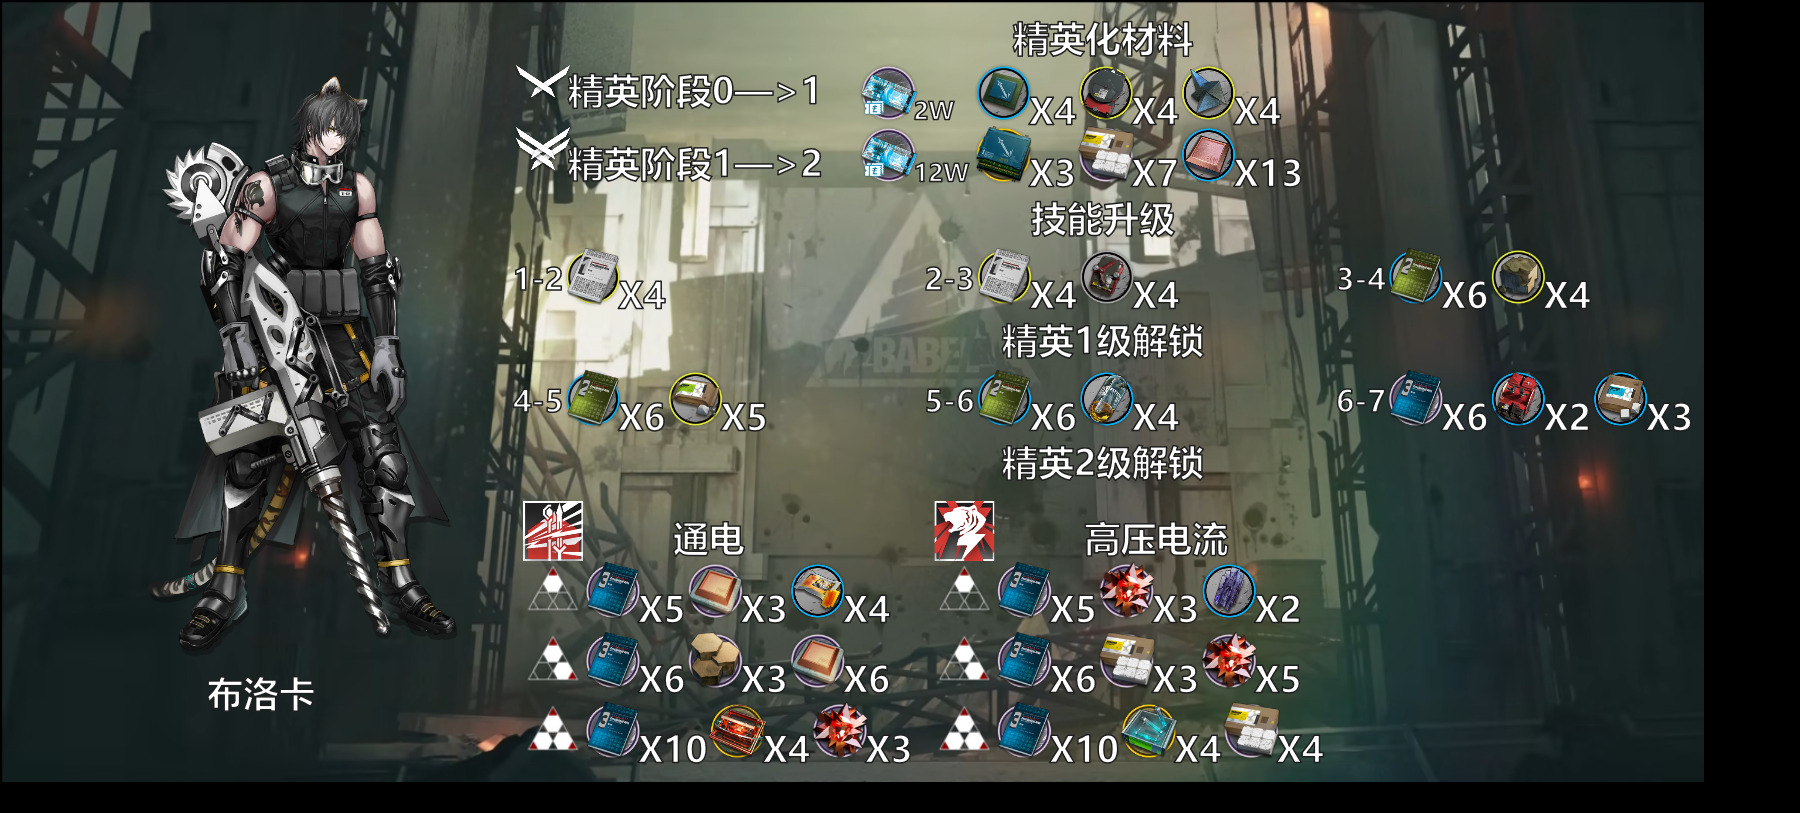 精英化材料
精英阶段0—>1 2W X4 X4 X4
精英阶段1—>2 12W X3 X7 X13
技能升级
1-2 X4 2-3 X4 X4 3-4 X6 X4
BABEL
精英1级解锁
4-5 X6 X5 5-6 X6 X4 6-7 X6 X2 X3
精英2级解锁
通电 高压电流
X5 X3 X4 X5 X3 X2
X6 X3 X6 X6 X3 X5
布洛卡
X10 X4 X3 X10 X4 X4